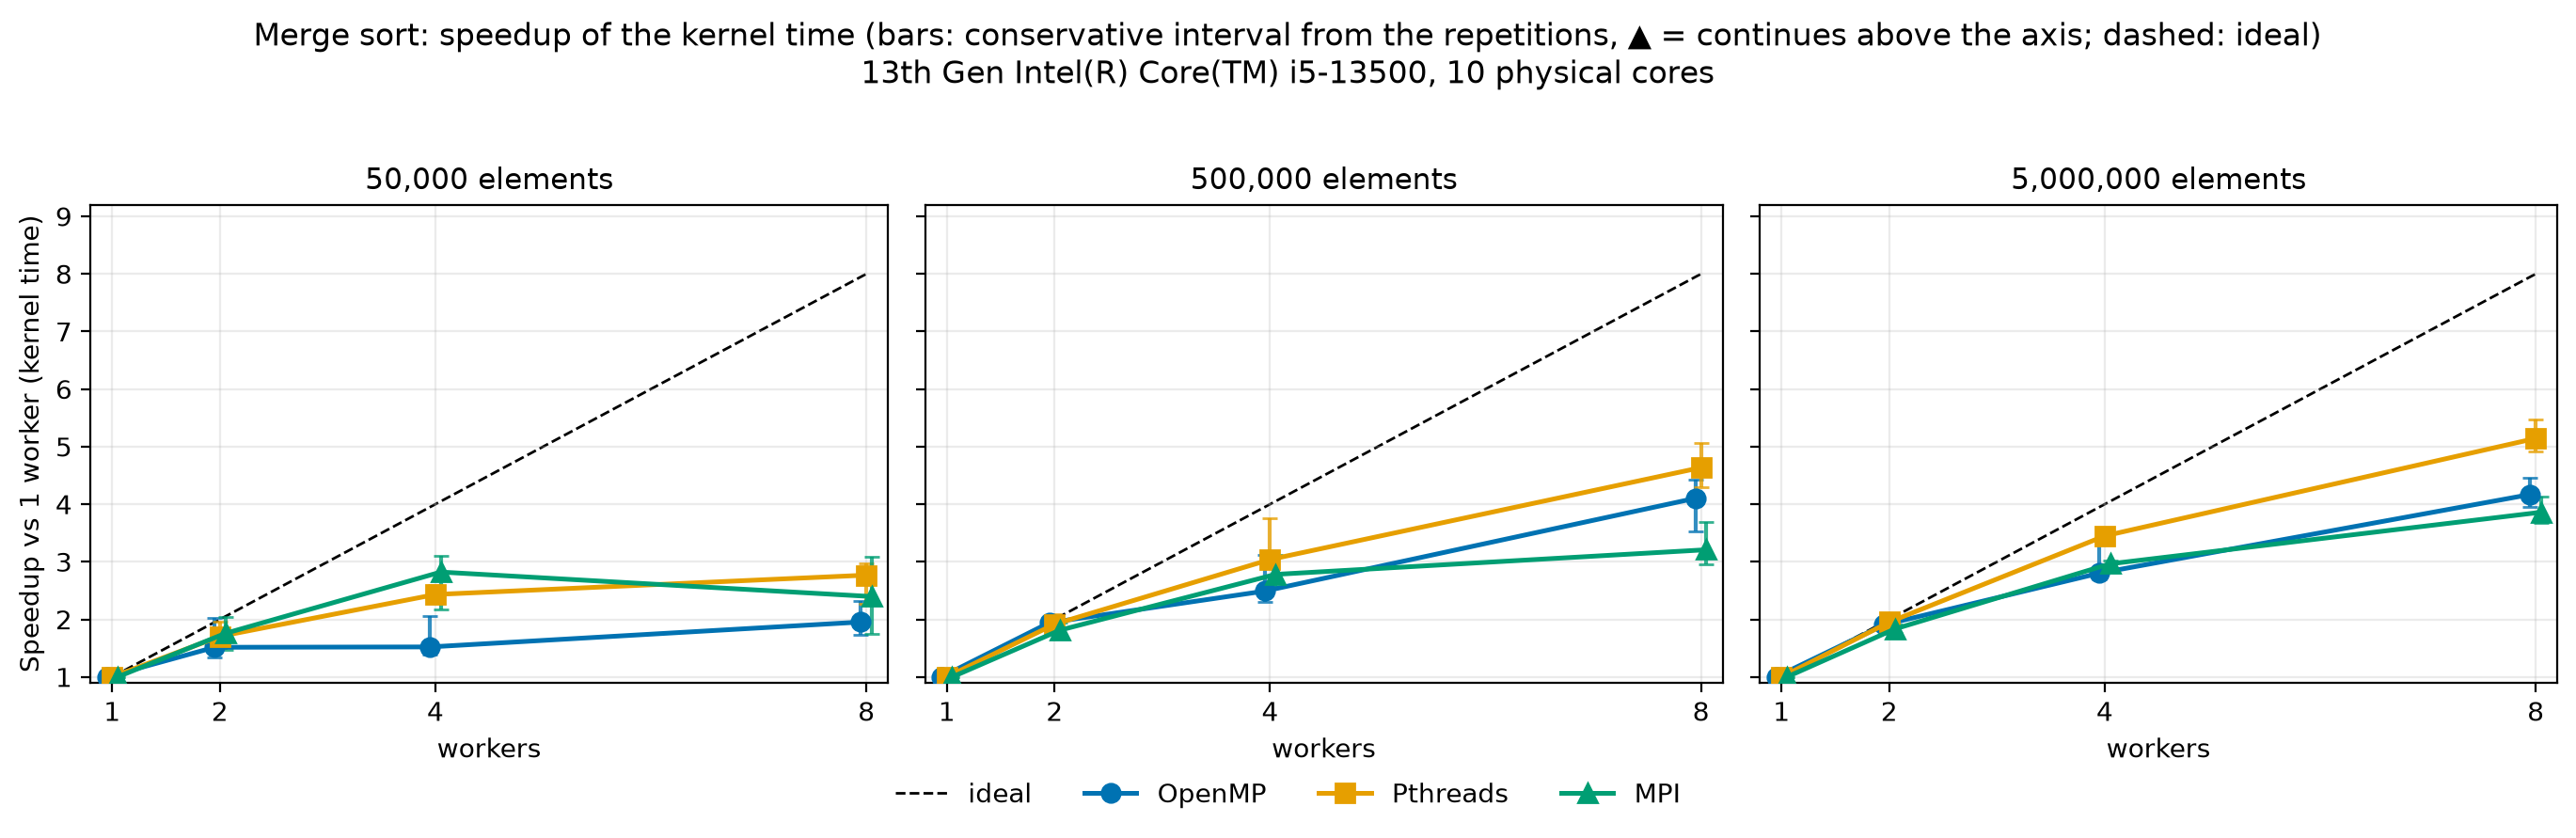 Merge sort: speedup of the kernel time (bars: conservative interval from the repetitions, ▲ = continues above the axis; dashed: ideal)
13th Gen Intel(R) Core(TM) i5-13500, 10 physical cores
50,000 elements
500,000 elements
5,000,000 elements
Speedup vs 1 worker (kernel time)
9
8
7
6
5
4
3
2
1
1 2 4 8
1 2 4 8
1 2 4 8
workers
workers
workers
ideal OpenMP Pthreads MPI